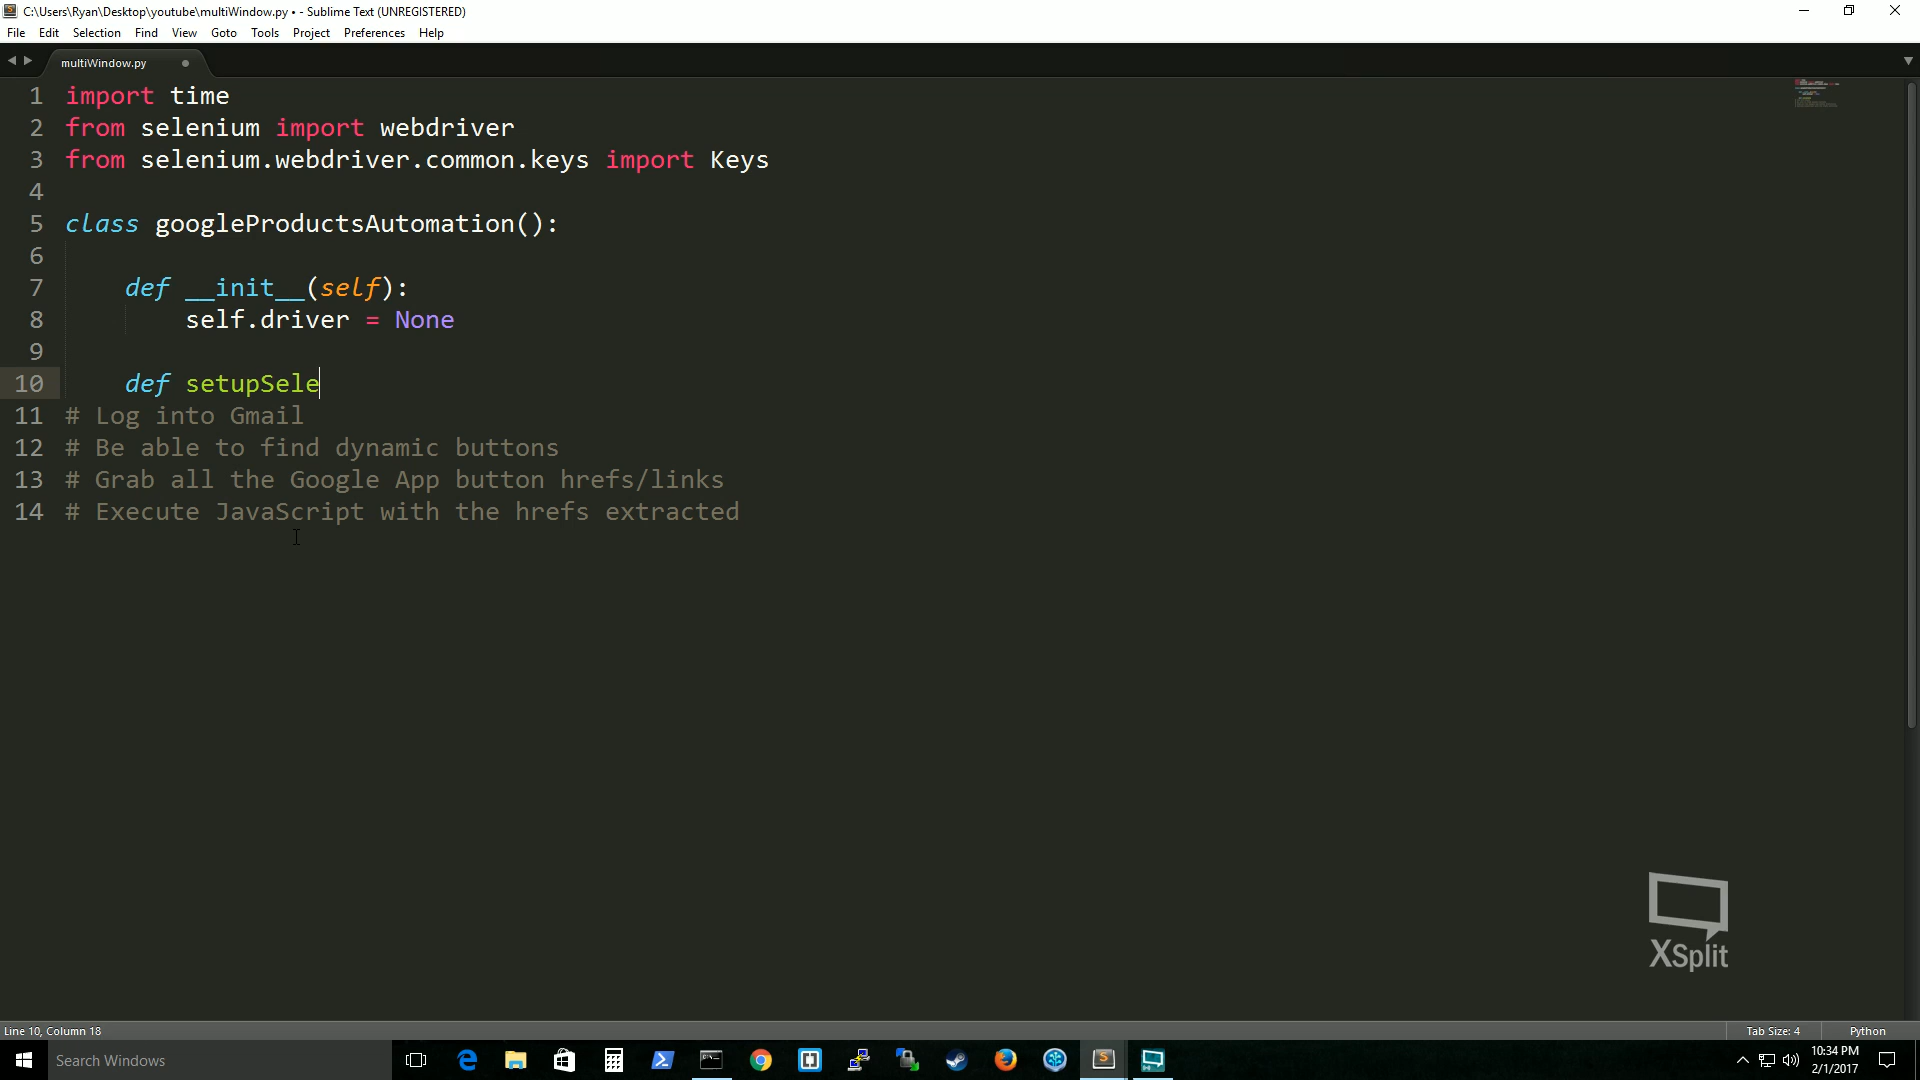 C:\Users\Ryan\Desktop\youtube\multiWindow.py • - Sublime Text (UNREGISTERED)
File Edit Selection Find View Goto Tools Project Preferences Help
multiWindow.py
1 import time
2 from selenium import webdriver
3 from selenium.webdriver.common.keys import Keys
4
5 class googleProductsAutomation():
6
7 def __init__(self):
8 self.driver = None
9
10 def setupSele
11 # Log into Gmail
12 # Be able to find dynamic buttons
13 # Grab all the Google App button hrefs/links
14 # Execute JavaScript with the hrefs extracted
XSplit
Line 10, Column 18 Tab Size: 4 Python
Search Windows
10:34 PM
2/1/2017